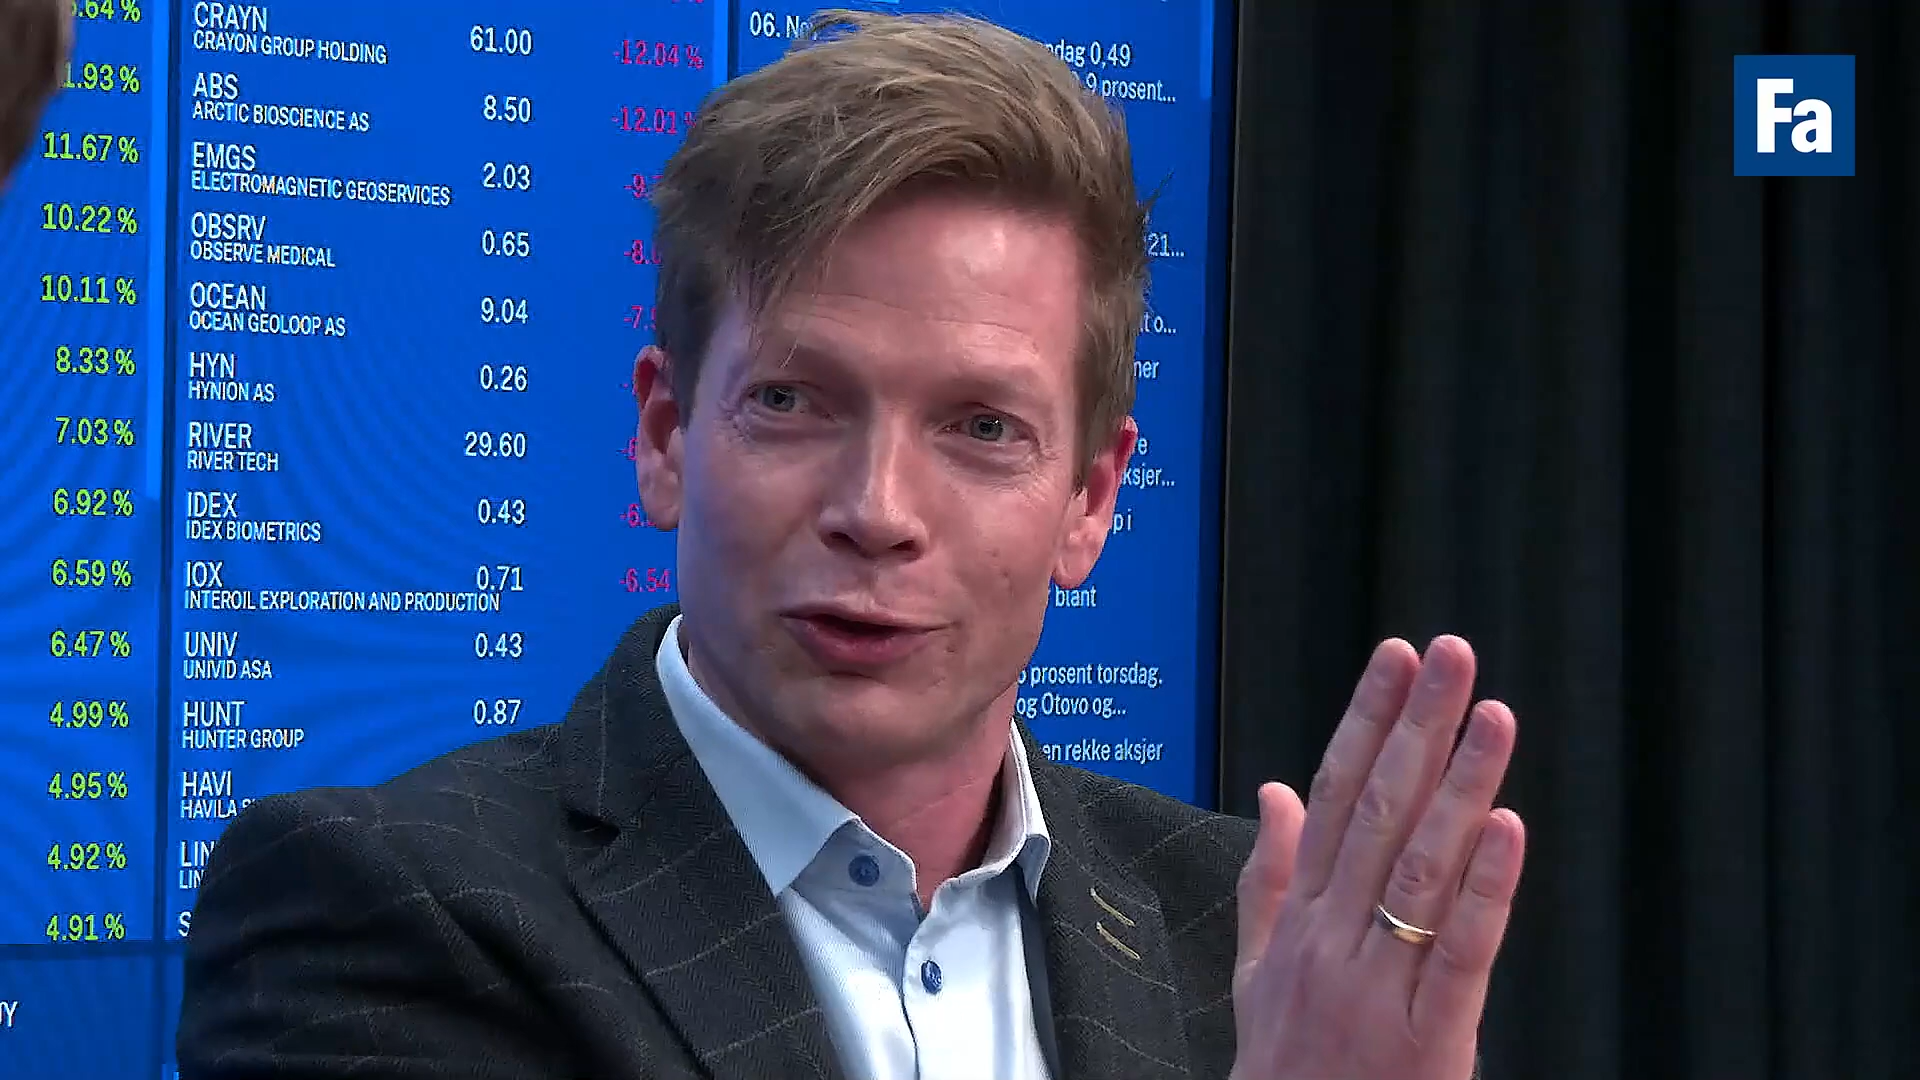 11.67 %
10.22 %
10.11 %
8.33 %
7.03 %
6.92 %
6.59 %
6.47 %
4.99 %
4.95 %
4.92 %
4.91 %
CRAYN 61.00
CRAYON GROUP HOLDING
-12.04 %
ABS 8.50
ARCTIC BIOSCIENCE AS
-12.01
EMGS 2.03
ELECTROMAGNETIC GEOSERVICES
OBSRV 0.65
OBSERVE MEDICAL
OCEAN 9.04
OCEAN GEOLOOP AS
HYN 0.26
HYNION AS
RIVER 29.60
RIVER TECH
IDEX 0.43
IDEX BIOMETRICS
IOX 0.71
INTEROIL EXPLORATION AND PRODUCTION
-6.54
UNIV 0.43
UNIVID ASA
HUNT 0.87
HUNTER GROUP
HAVI
HAVILA
06.
0,49
prosent...
blant
prosent torsdag.
og Otovo og...
en rekke aksjer
Fa